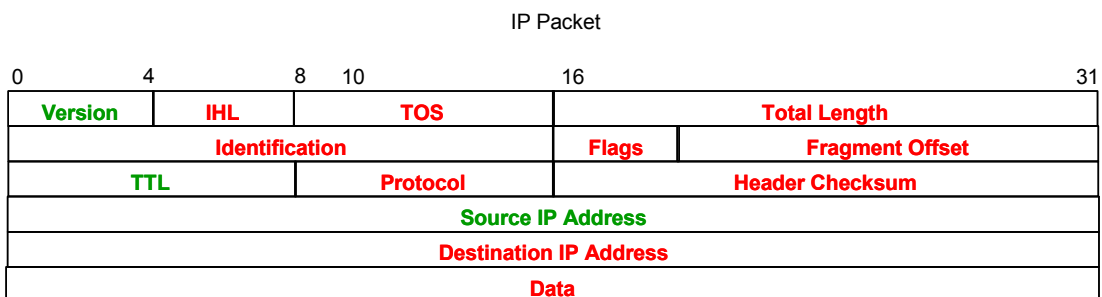 IP Packet
0 4 8 10 16 31
Version IHL TOS Total Length
Identification Flags Fragment Offset
TTL Protocol Header Checksum
Source IP Address
Destination IP Address
Data